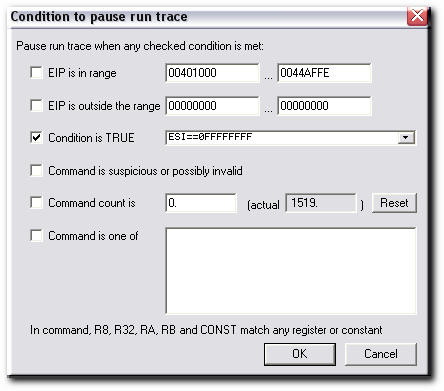 Condition to pause run trace
Pause run trace when any checked condition is met:
EIP is in range 00401000 ... 0044AFFE
EIP is outside the range 00000000 ... 00000000
Condition is TRUE ESI==0FFFFFFFF
Command is suspicious or possibly invalid
Command count is 0. (actual 1519. ) Reset
Command is one of
In command, R8, R32, RA, RB and CONST match any register or constant
OK Cancel